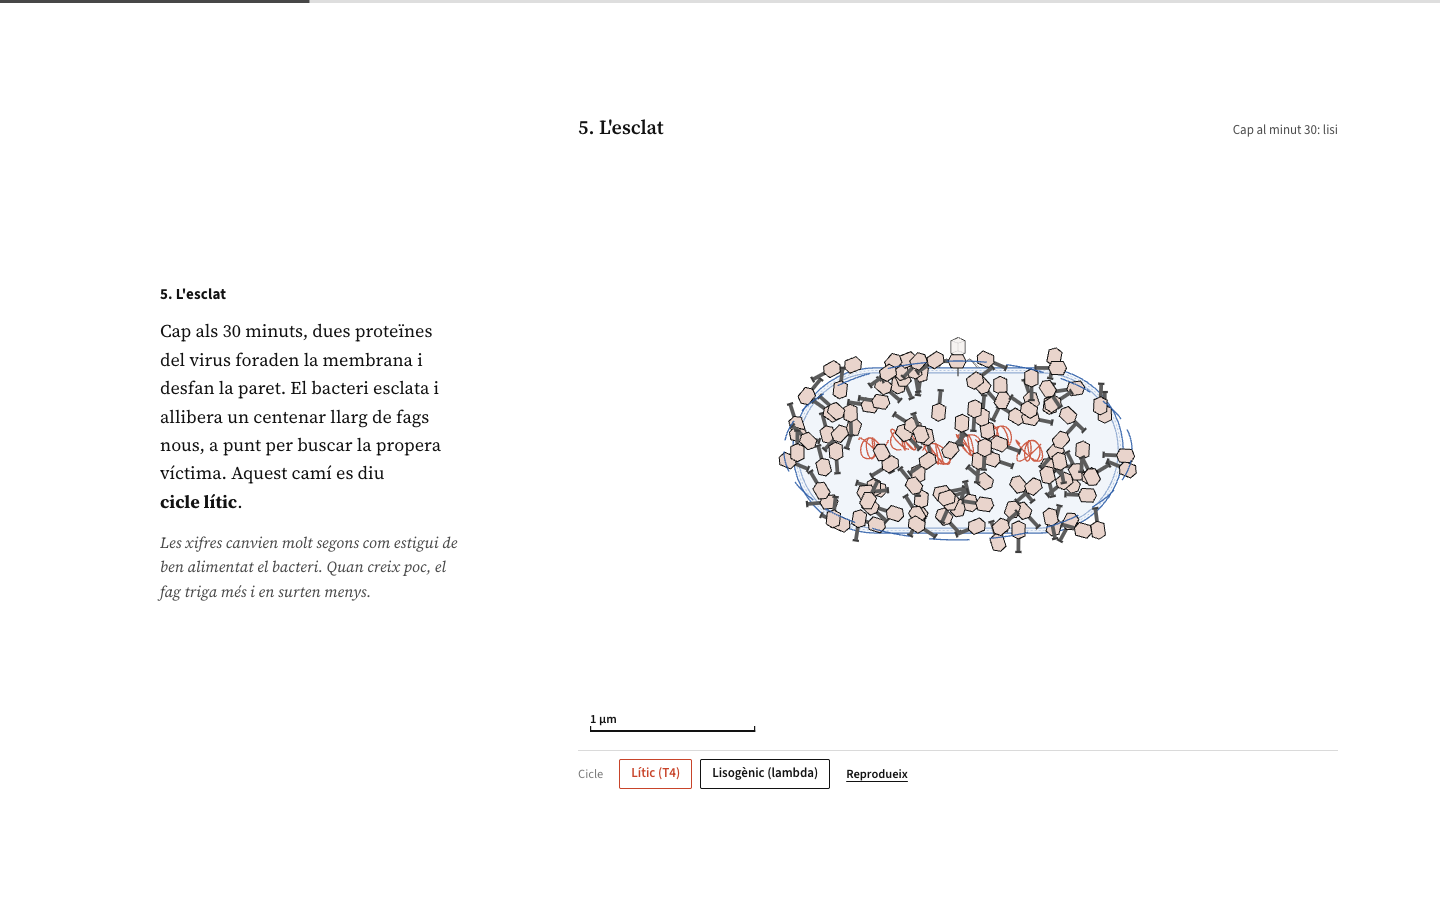 5. L'esclat
Cap al minut 30: lisi
5. L'esclat
Cap als 30 minuts, dues proteïnes
del virus foraden la membrana i
desfan la paret. El bacteri esclata i
allibera un centenar llarg de fags
nous, a punt per buscar la propera
víctima. Aquest camí es diu
cicle lític.
Les xifres canvien molt segons com estigui de
ben alimentat el bacteri. Quan creix poc, el
fag triga més i en surten menys.
1 µm
Cicle
Lític (T4)
Lisogènic (lambda)
Reprodueix